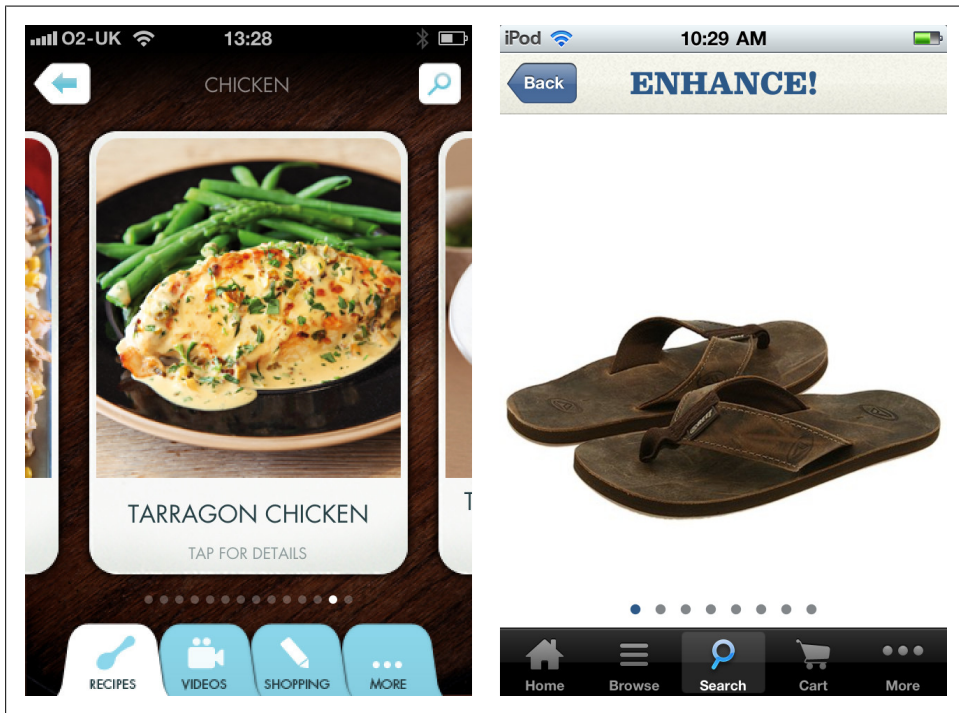 O2-UK 13:28
CHICKEN
TARRAGON CHICKEN
TAP FOR DETAILS
T
RECIPES VIDEOS SHOPPING MORE
iPod 10:29 AM
Back ENHANCE!
Home Browse Search Cart More